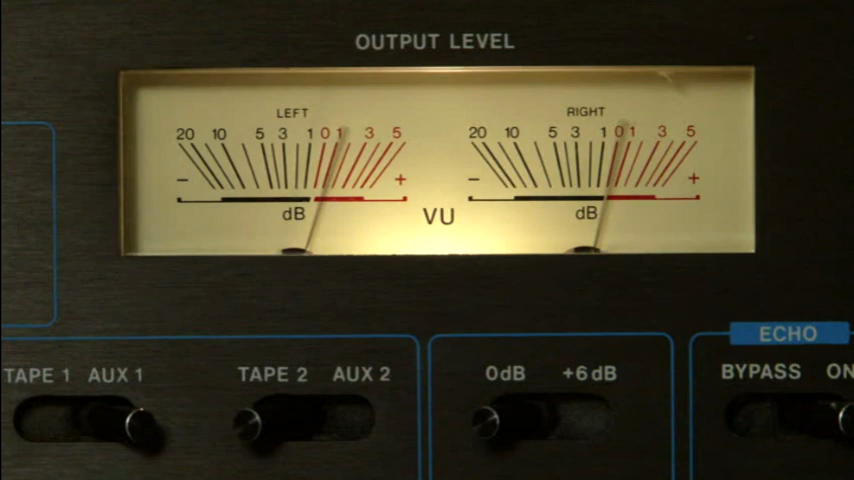 OUTPUT LEVEL
LEFT
RIGHT
20 10 5 3 1 0 1 3 5
20 10 5 3 1 0 1 3 5
- +
- +
dB
VU
dB
ECHO
TAPE 1 AUX 1
TAPE 2 AUX 2
0dB +6dB
BYPASS ON